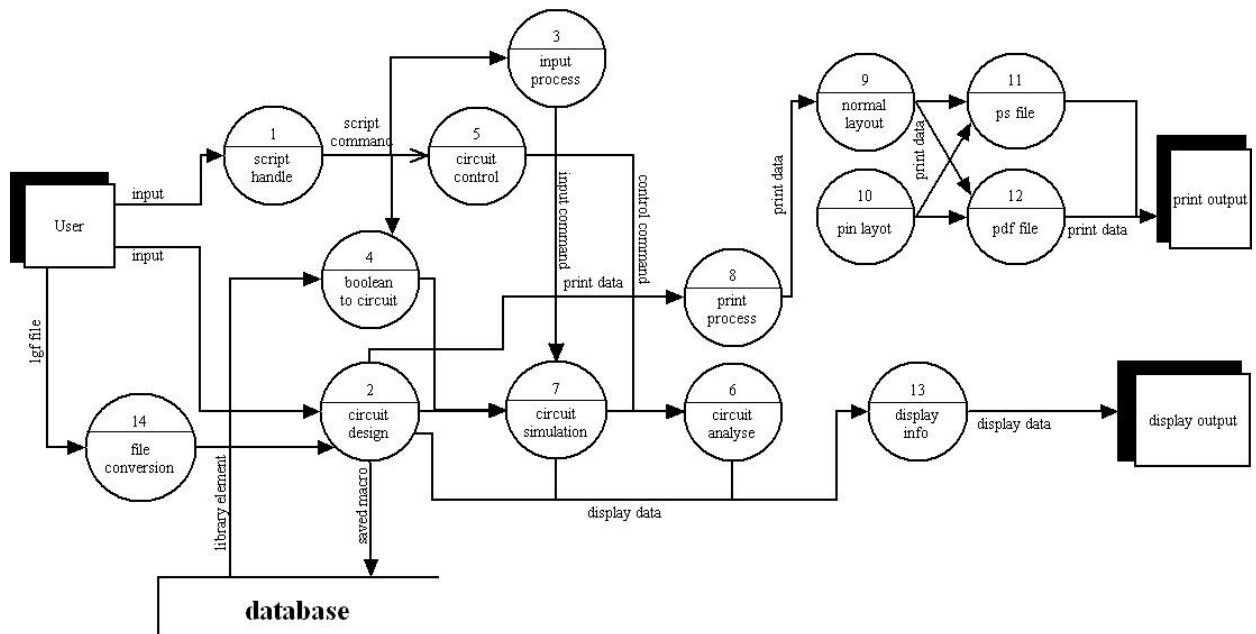 3
input
process
9
normal
layout
11
ps file
1
script
handle
script
command
5
circuit
control
print data
User
input
input
10
pin layot
12
pdf file
print data
print output
4
boolean
to circuit
input command
control command
print data
print data
8
print
process
lgf file
2
circuit
design
7
circuit
simulation
6
circuit
analyse
13
display
info
display data
display output
14
file
conversion
library element
saved macro
display data
database